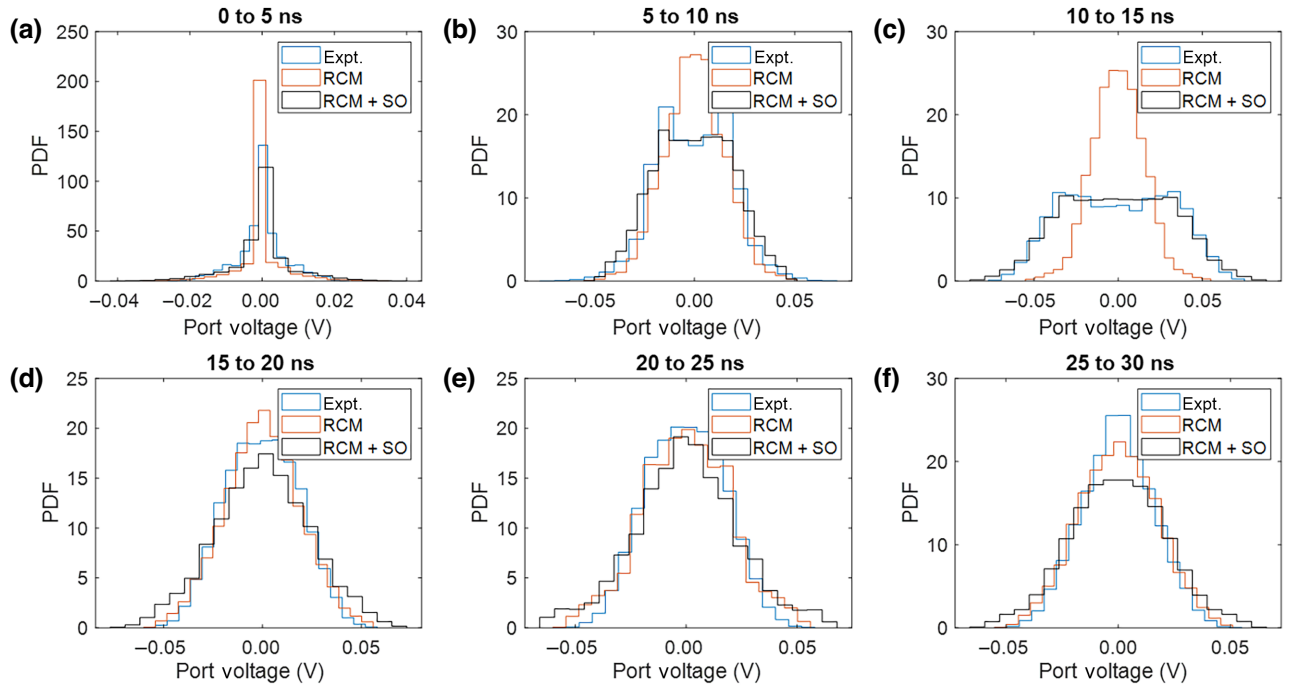 (a)
0 to 5 ns
250
200
150
100
50
0
PDF
−0.04
−0.02
0.00
0.02
0.04
Port voltage (V)
Expt.
RCM
RCM + SO
(b)
5 to 10 ns
30
20
10
0
PDF
−0.05
0.00
0.05
Port voltage (V)
Expt.
RCM
RCM + SO
(c)
10 to 15 ns
30
20
10
0
PDF
−0.05
0.00
0.05
Port voltage (V)
Expt.
RCM
RCM + SO
(d)
15 to 20 ns
25
20
15
10
5
0
PDF
−0.05
0.00
0.05
Port voltage (V)
Expt.
RCM
RCM + SO
(e)
20 to 25 ns
25
20
15
10
5
0
PDF
−0.05
0.00
0.05
Port voltage (V)
Expt.
RCM
RCM + SO
(f)
25 to 30 ns
30
20
10
0
PDF
−0.05
0.00
0.05
Port voltage (V)
Expt.
RCM
RCM + SO